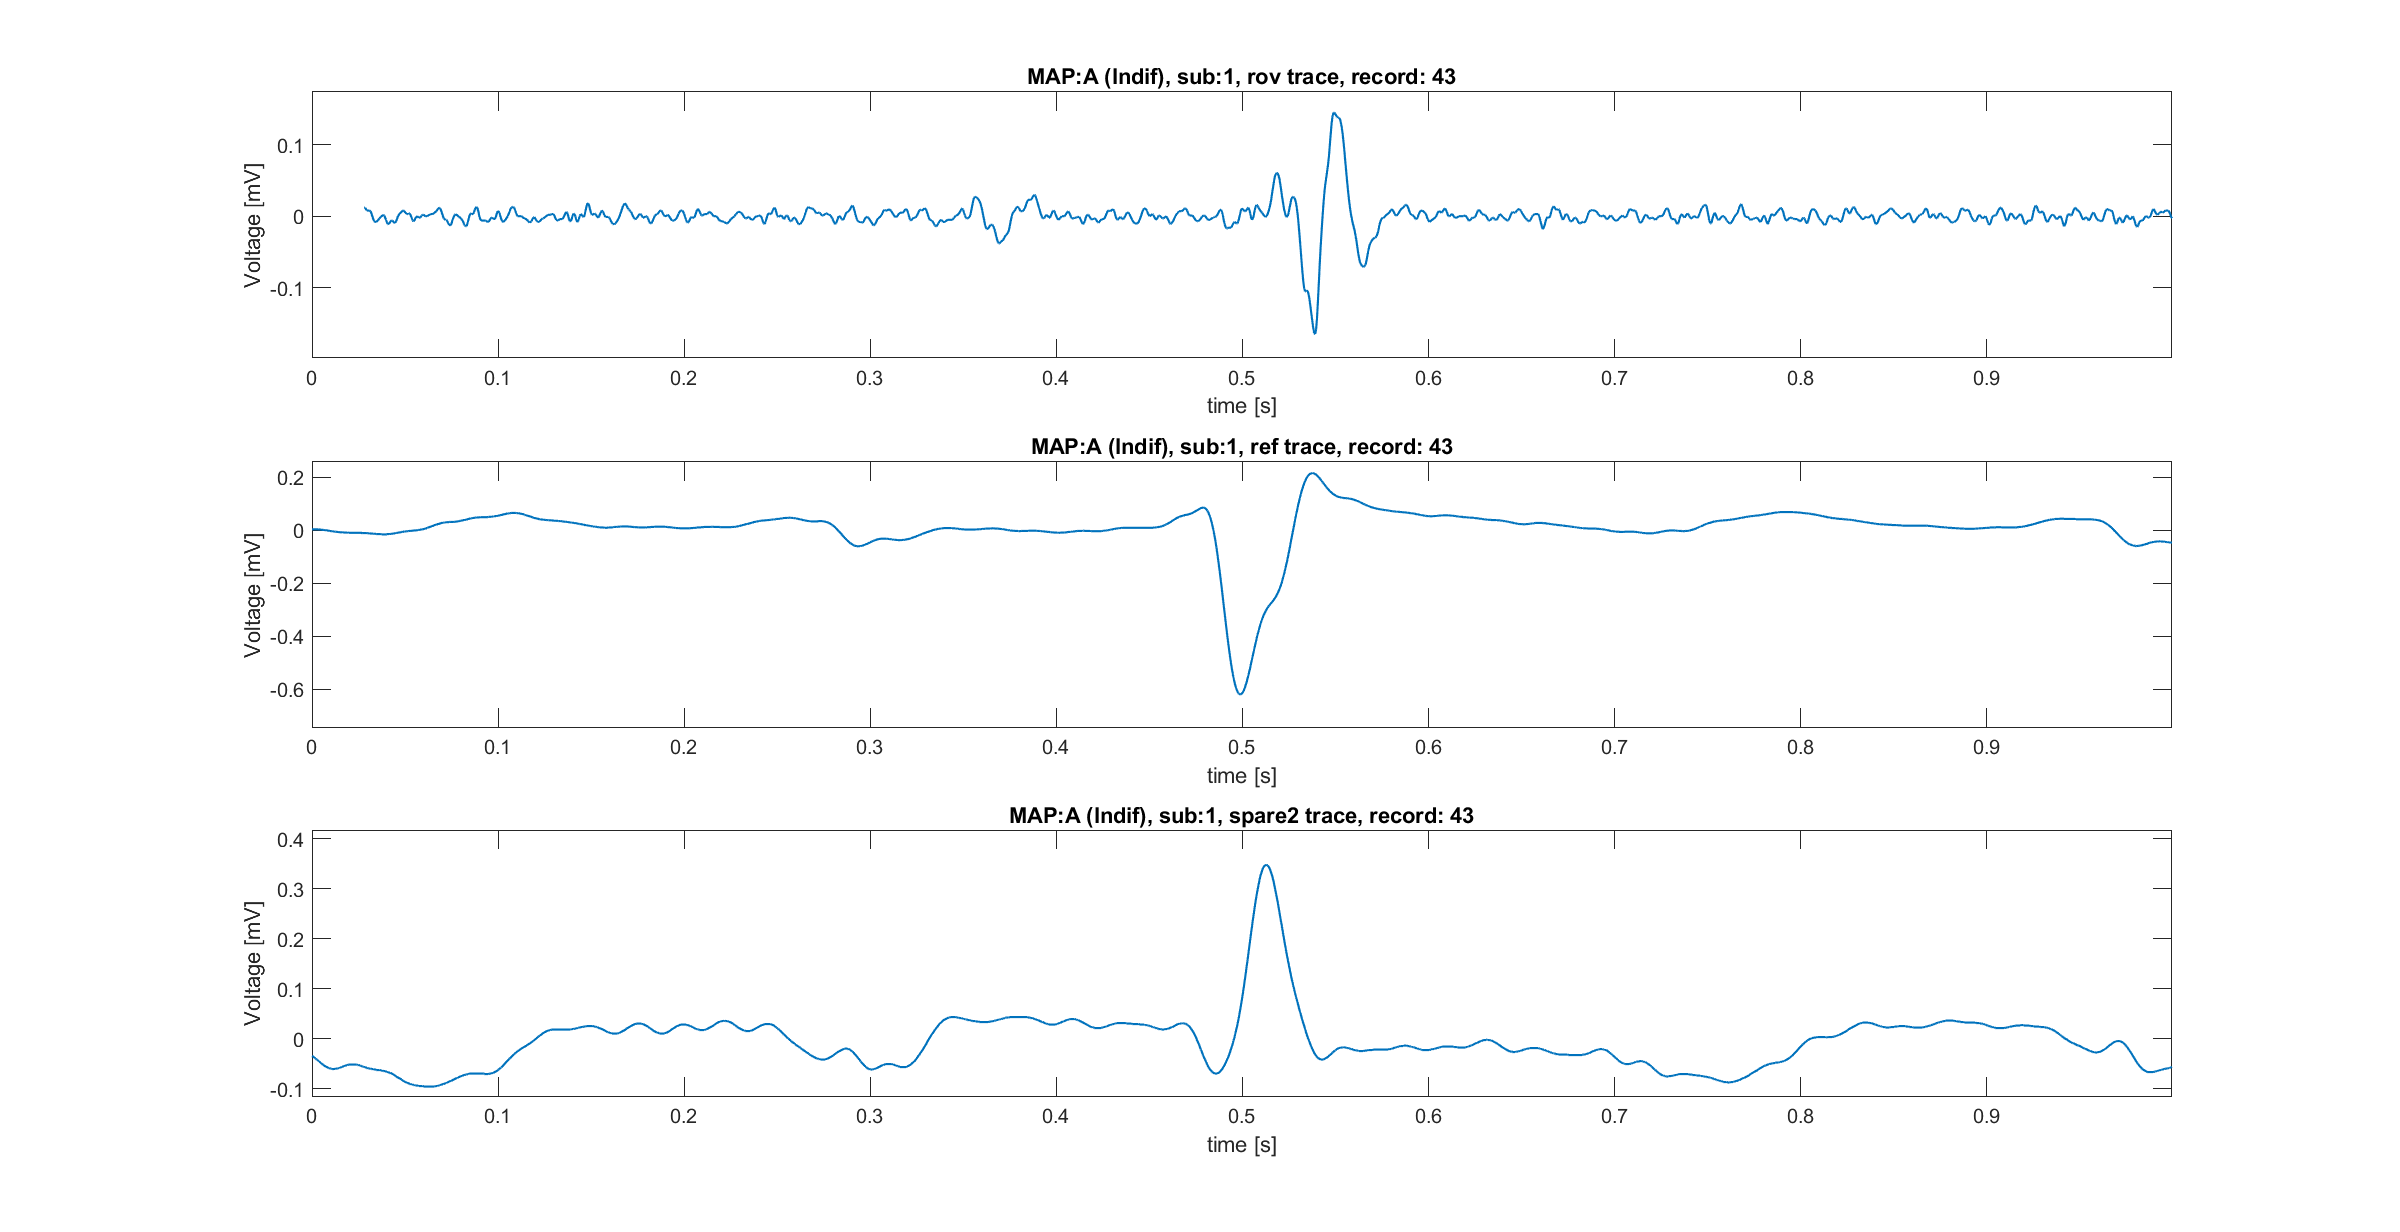 MAP:A (Indif), sub:1, rov trace, record: 43
Voltage [mV]
0.1
0
-0.1
0 0.1 0.2 0.3 0.4 0.5 0.6 0.7 0.8 0.9
time [s]
MAP:A (Indif), sub:1, ref trace, record: 43
Voltage [mV]
0.2
0
-0.2
-0.4
-0.6
0 0.1 0.2 0.3 0.4 0.5 0.6 0.7 0.8 0.9
time [s]
MAP:A (Indif), sub:1, spare2 trace, record: 43
Voltage [mV]
0.4
0.3
0.2
0.1
0
-0.1
0 0.1 0.2 0.3 0.4 0.5 0.6 0.7 0.8 0.9
time [s]